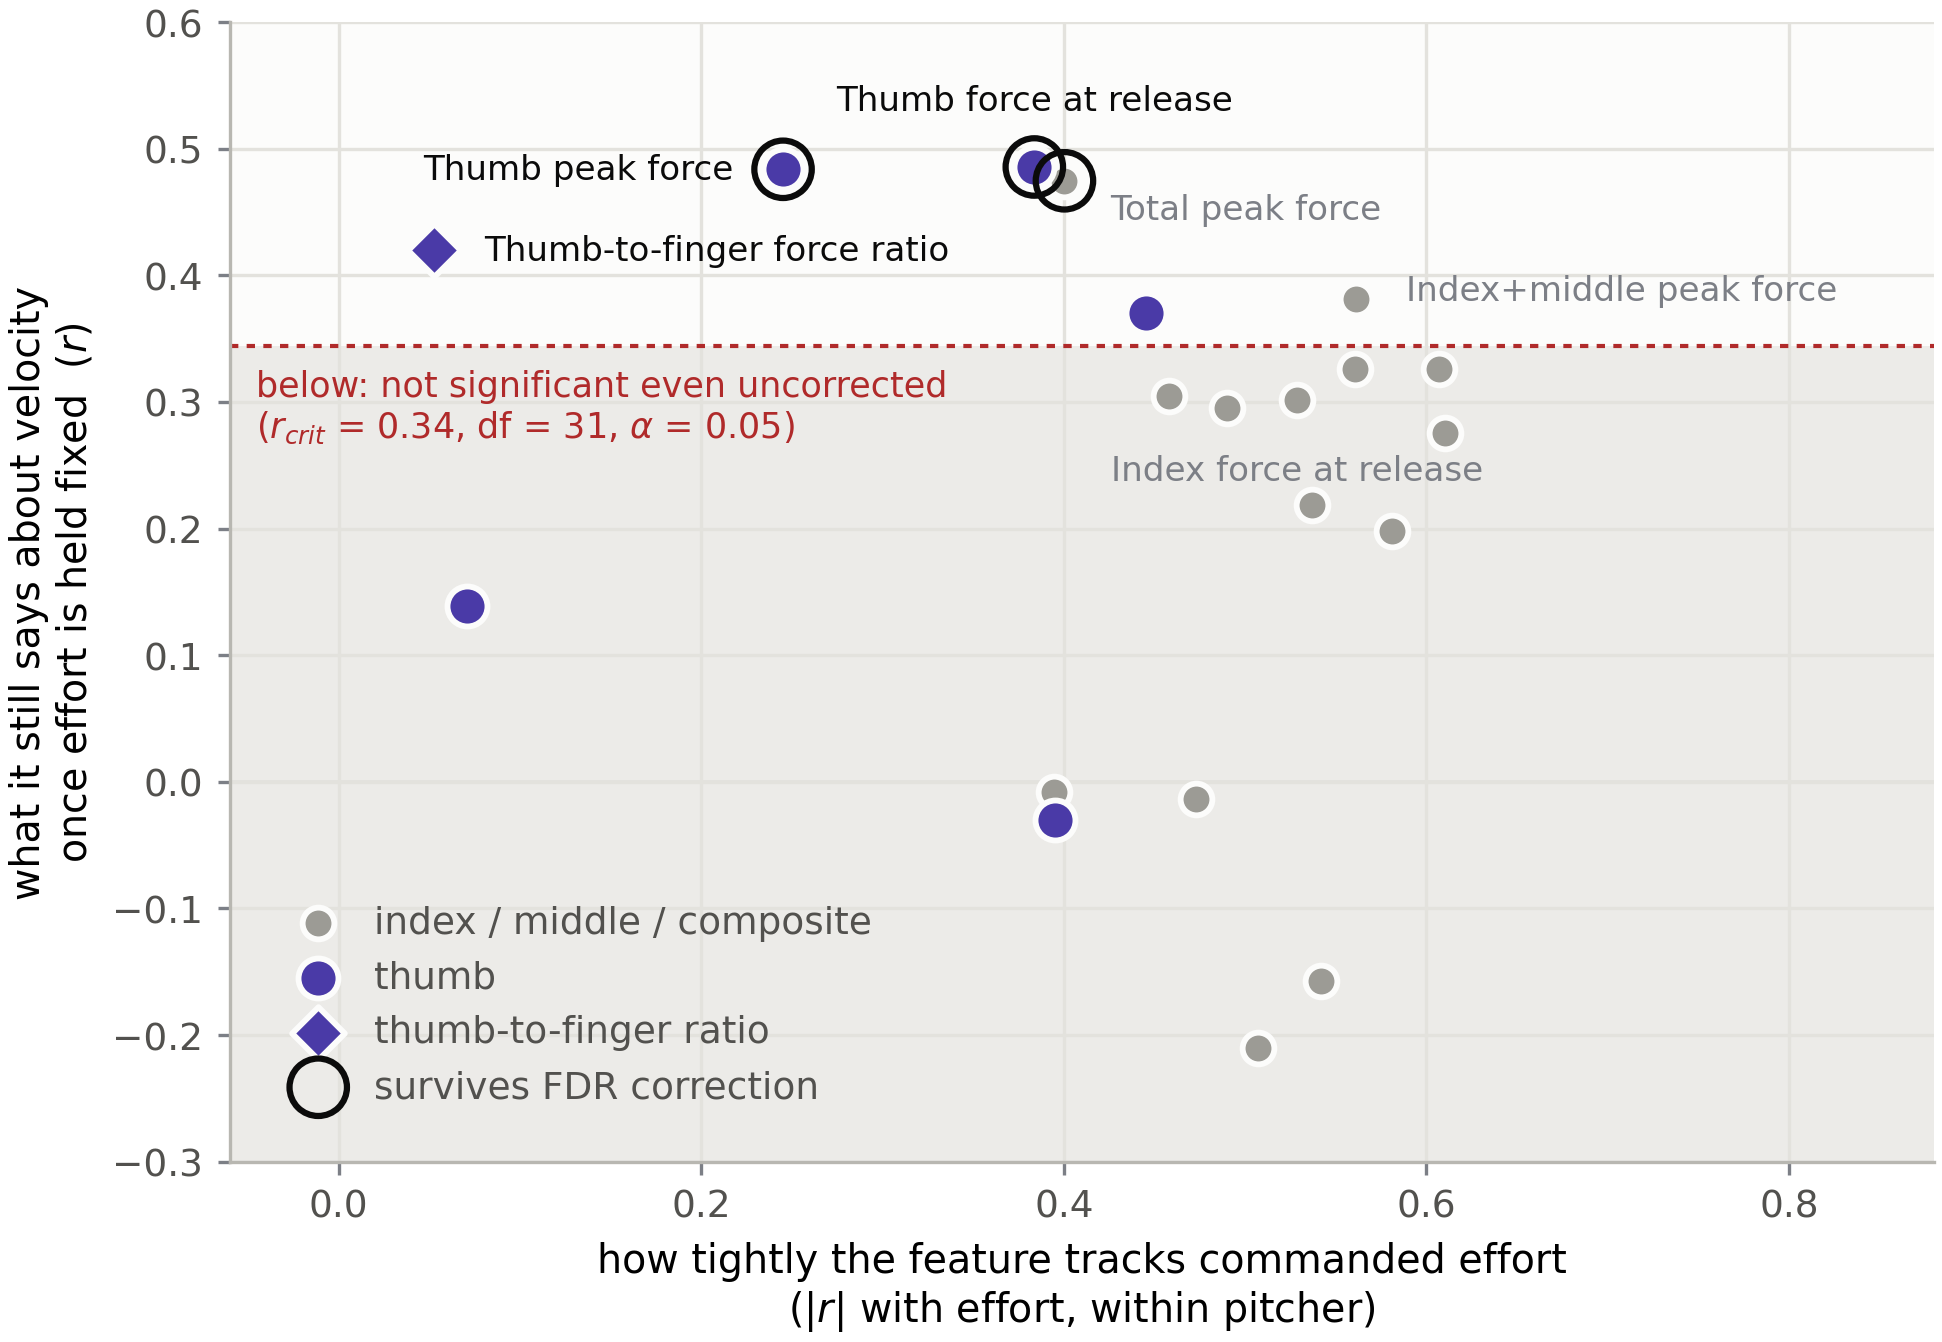 0.6
0.5
0.4
0.3
0.2
0.1
0.0
−0.1
−0.2
−0.3
what it still says about velocity
once effort is held fixed (r)
Thumb force at release
Thumb peak force
Total peak force
Thumb-to-finger force ratio
Index+middle peak force
below: not significant even uncorrected
(r_crit = 0.34, df = 31, α = 0.05)
Index force at release
index / middle / composite
thumb
thumb-to-finger ratio
survives FDR correction
0.0 0.2 0.4 0.6 0.8
how tightly the feature tracks commanded effort
(|r| with effort, within pitcher)